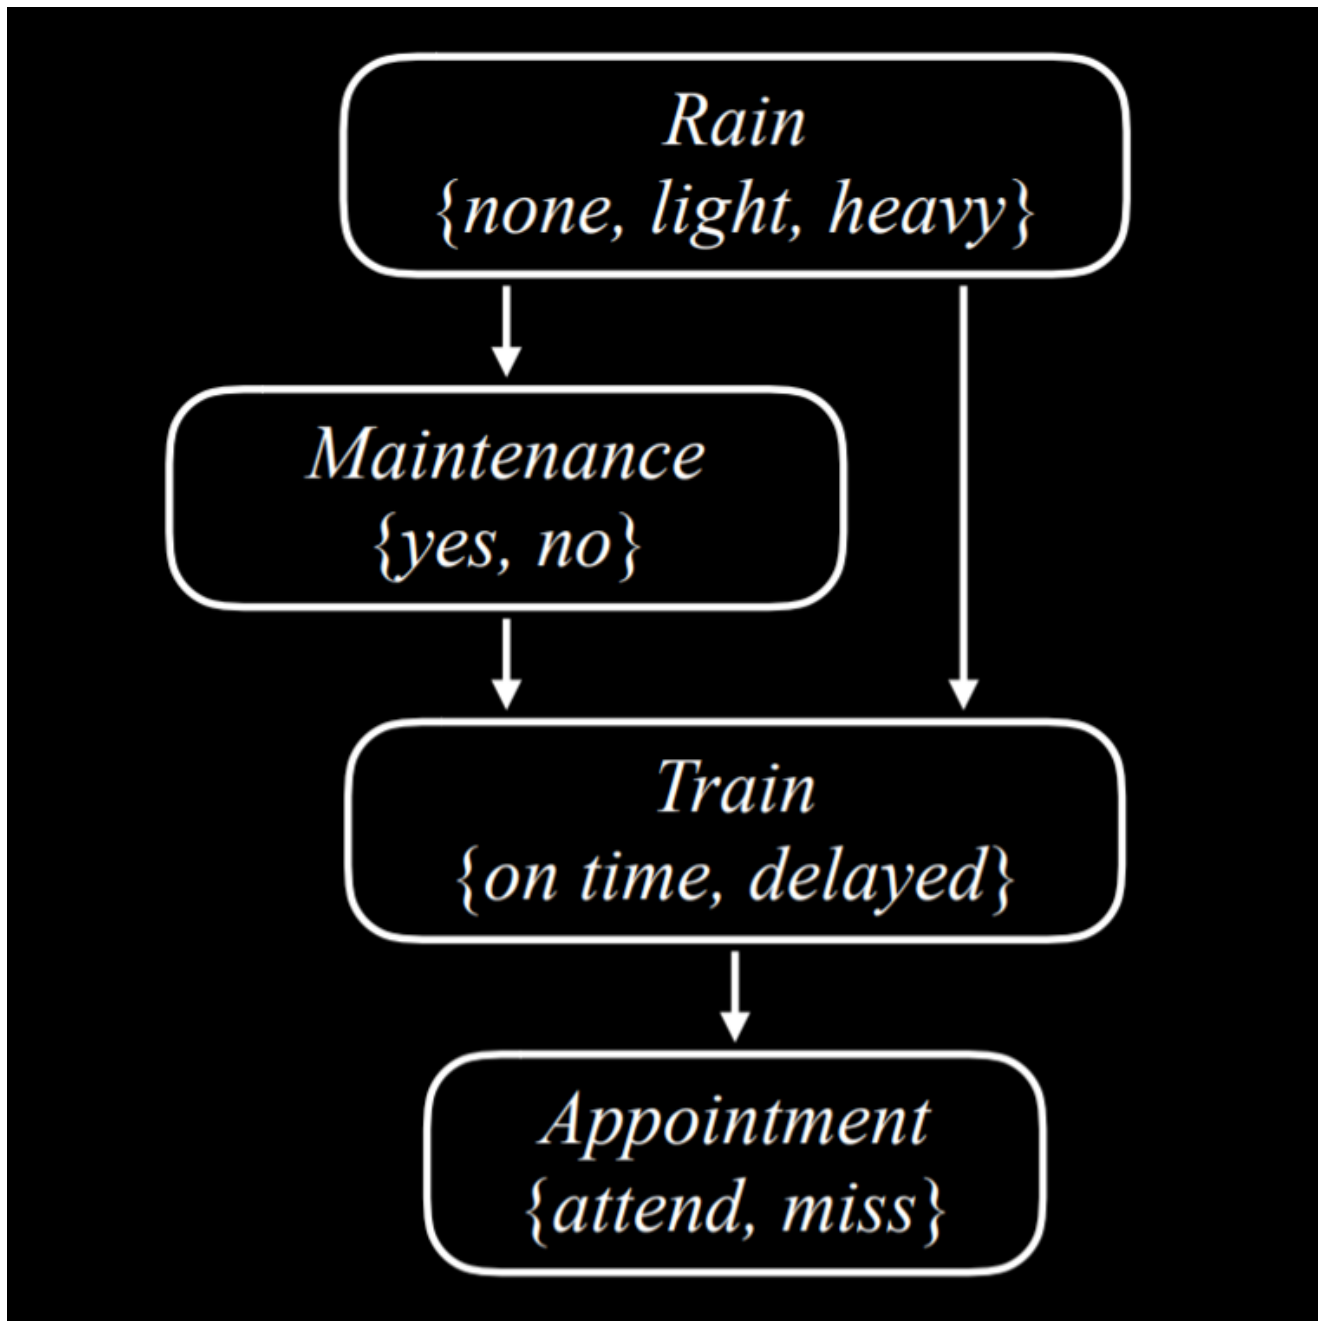 Rain
{none, light, heavy}
Maintenance
{yes, no}
Train
{on time, delayed}
Appointment
{attend, miss}